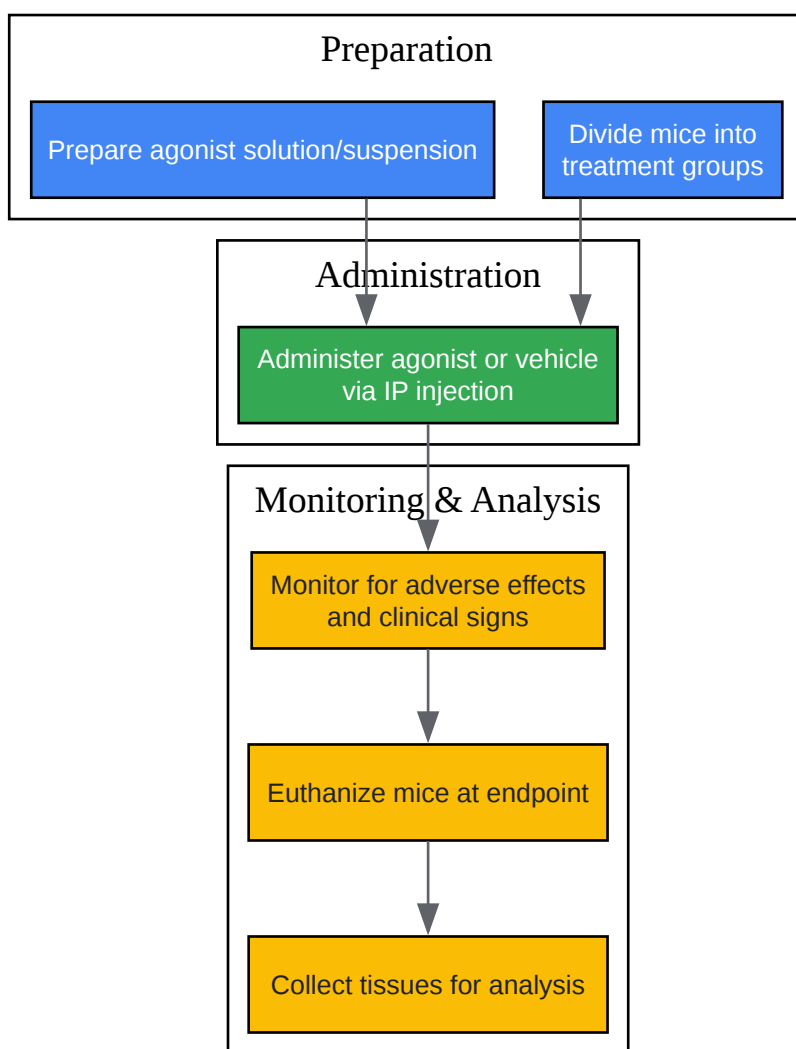 Preparation
Prepare agonist solution/suspension
Divide mice into
treatment groups
Administration
Administer agonist or vehicle
via IP injection
Monitoring & Analysis
Monitor for adverse effects
and clinical signs
Euthanize mice at endpoint
Collect tissues for analysis